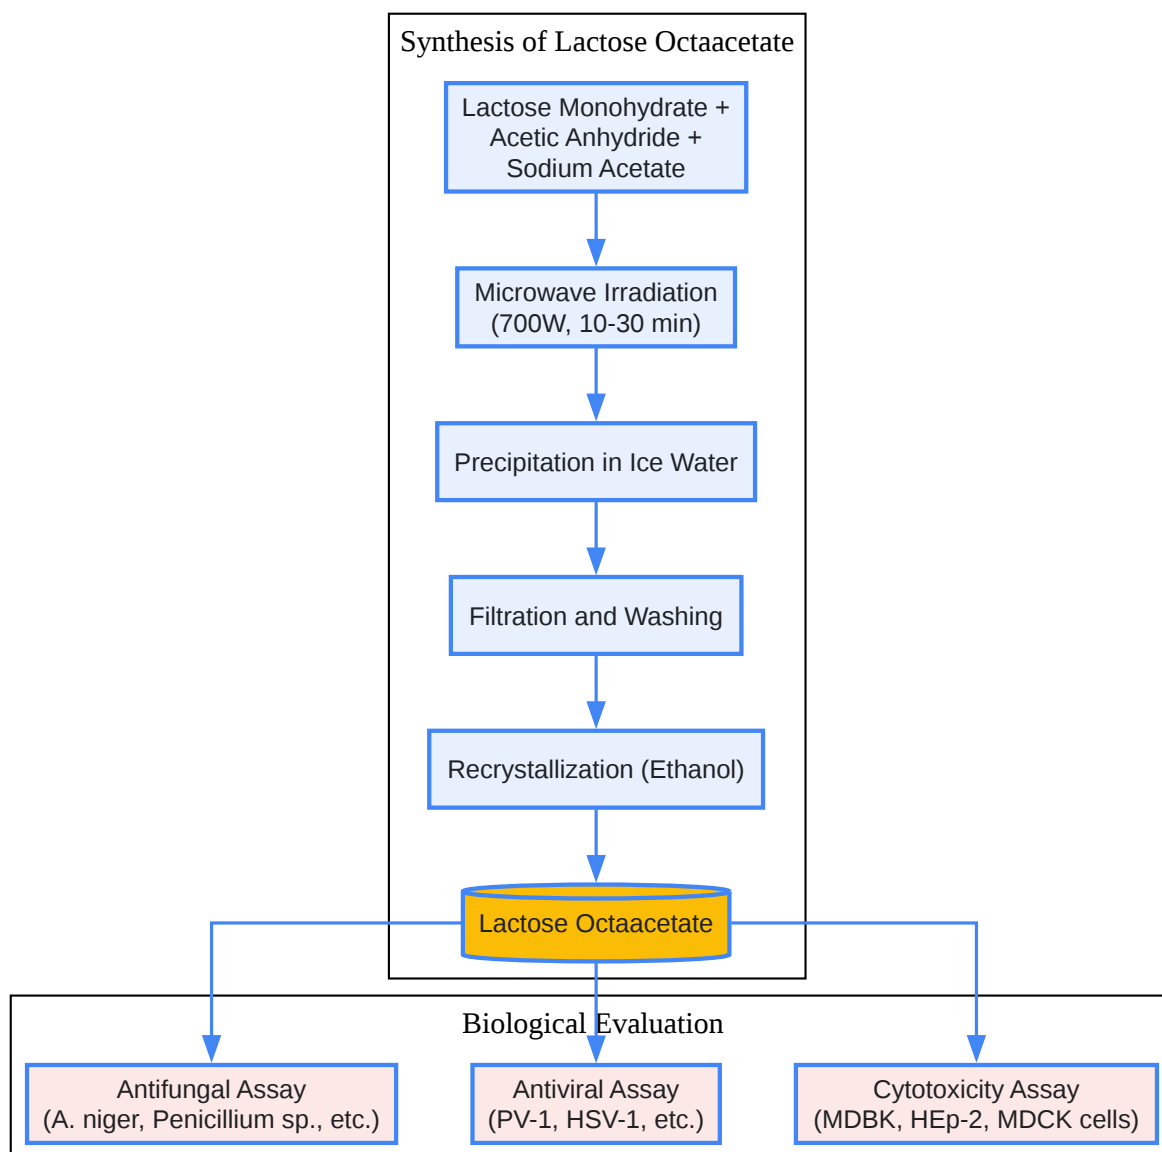 Synthesis of Lactose Octaacetate
Lactose Monohydrate +
Acetic Anhydride +
Sodium Acetate
Microwave Irradiation
(700W, 10-30 min)
Precipitation in Ice Water
Filtration and Washing
Recrystallization (Ethanol)
Lactose Octaacetate
Biological Evaluation
Antifungal Assay
(A. niger, Penicillium sp., etc.)
Antiviral Assay
(PV-1, HSV-1, etc.)
Cytotoxicity Assay
(MDBK, HEp-2, MDCK cells)